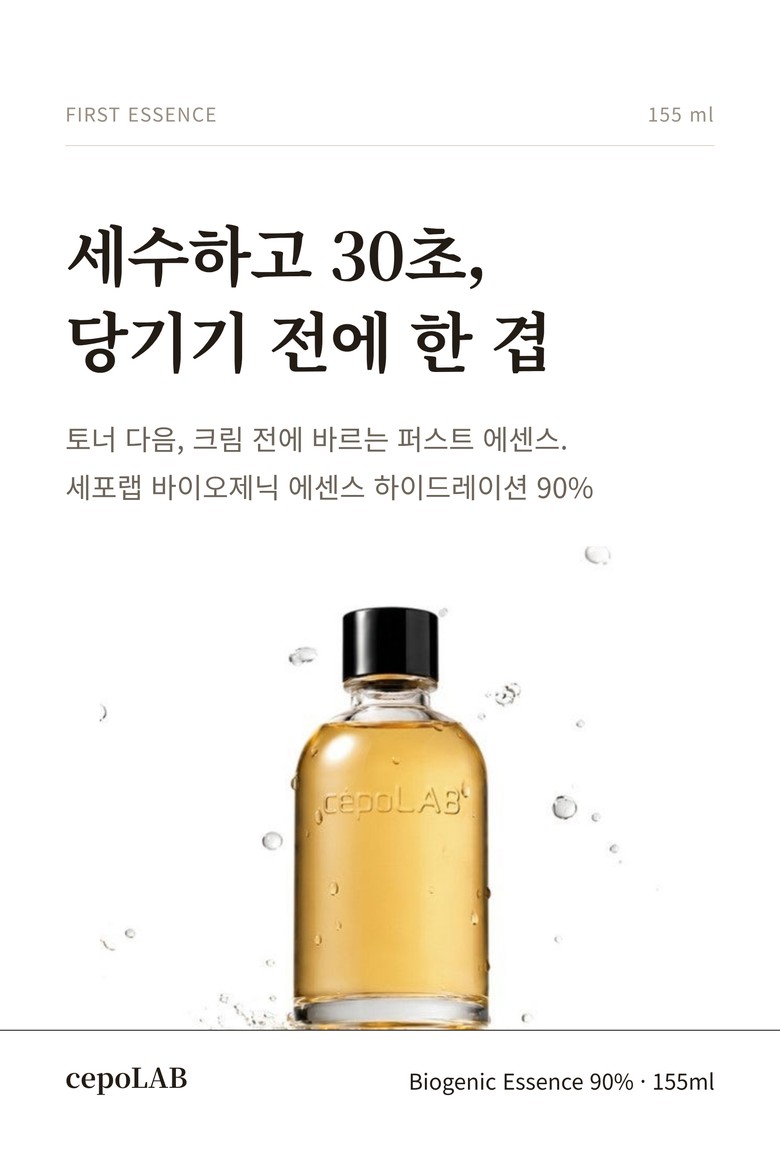 FIRST ESSENCE
155 ml
세수하고 30초,
당기기 전에 한 겹
토너 다음, 크림 전에 바르는 퍼스트 에센스.
세포랩 바이오제닉 에센스 하이드레이션 90%
cepoLAB
cepoLAB
Biogenic Essence 90% · 155ml